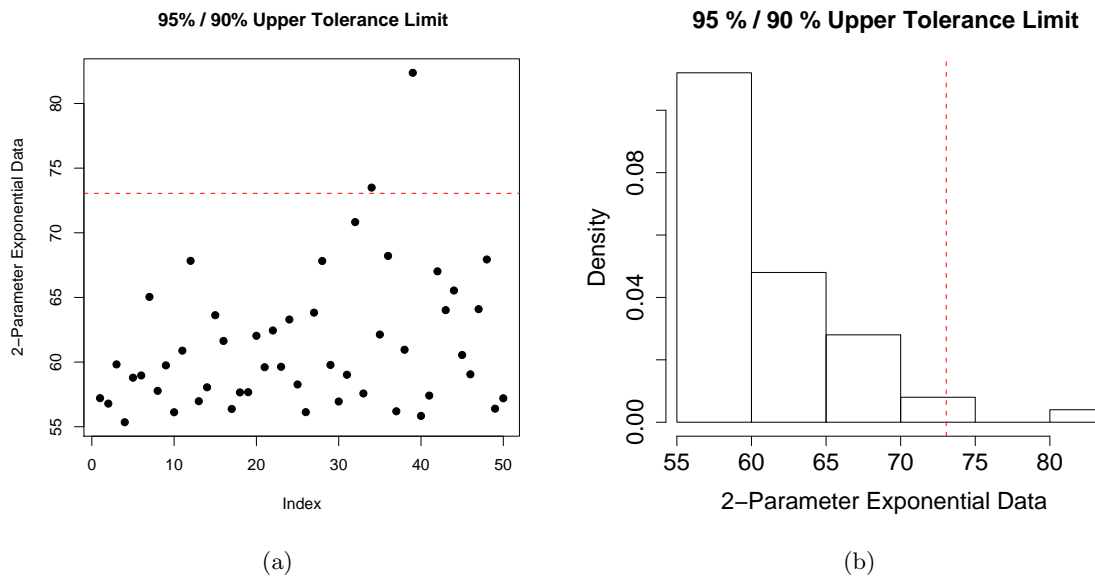 95% / 90% Upper Tolerance Limit
2−Parameter Exponential Data
80
75
70
65
60
55
0 10 20 30 40 50
Index
(a)
95 % / 90 % Upper Tolerance Limit
Density
0.08
0.04
0.00
55 60 65 70 75 80
2−Parameter Exponential Data
(b)